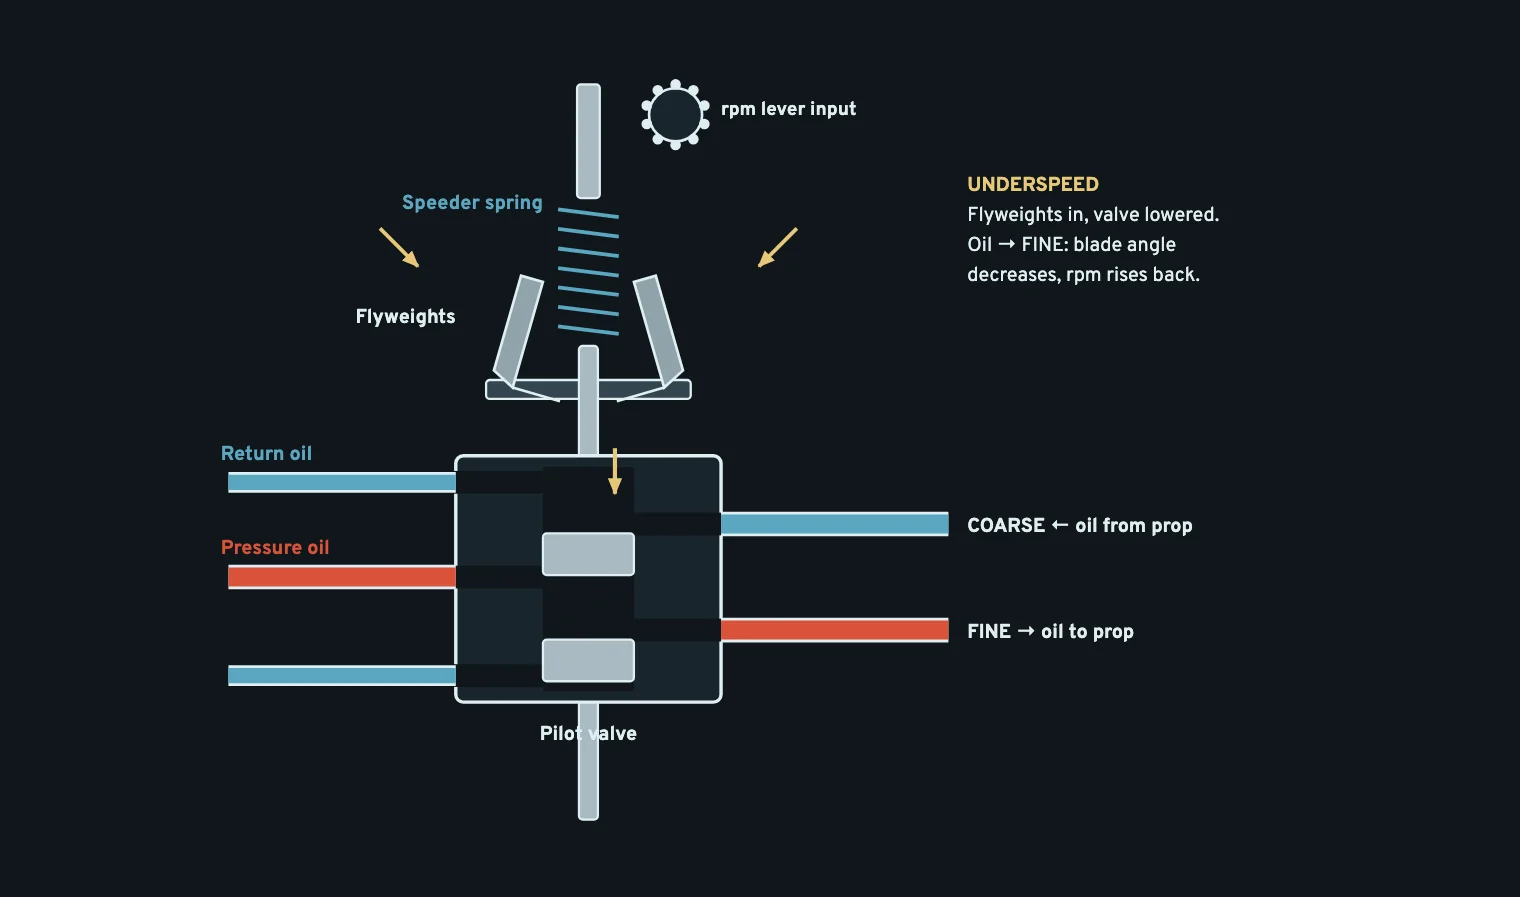 rpm lever input
Speeder spring
UNDERSPEED
Flyweights in, valve lowered.
Oil → FINE: blade angle
decreases, rpm rises back.
Flyweights
Return oil
COARSE ← oil from prop
Pressure oil
FINE → oil to prop
Pilot valve